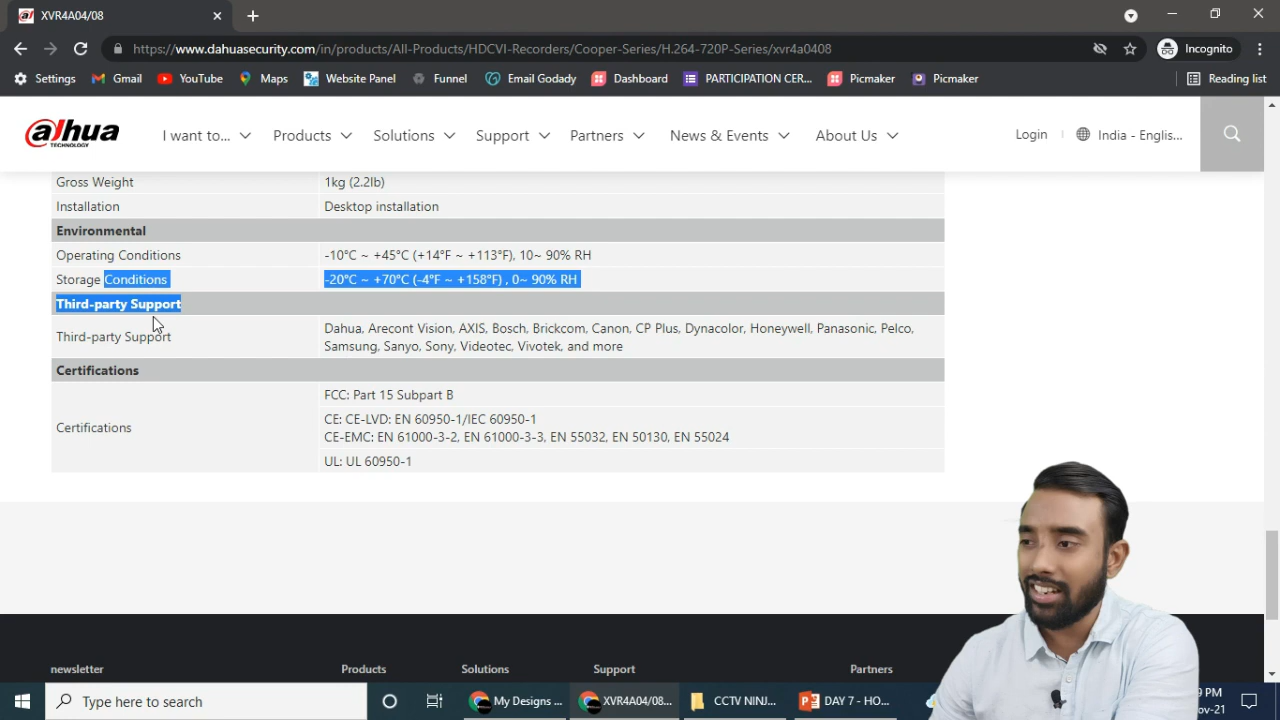 XVR4A04/08
https://www.dahuasecurity.com/in/products/All-Products/HDCVI-Recorders/Cooper-Series/H.264-720P-Series/xvr4a0408
Incognito
Settings Gmail YouTube Maps Website Panel Funnel Email Godady Dashboard PARTICIPATION CER... Picmaker Picmaker Reading list
alhua
TECHNOLOGY
I want to... Products Solutions Support Partners News & Events About Us Login India - Englis...
Gross Weight 1kg (2.2lb)
Installation Desktop installation
Environmental
Operating Conditions -10°C ~ +45°C (+14°F ~ +113°F), 10~ 90% RH
Storage Conditions -20°C ~ +70°C (-4°F ~ +158°F) , 0~ 90% RH
Third-party Support
Third-party Support Dahua, Arecont Vision, AXIS, Bosch, Brickcom, Canon, CP Plus, Dynacolor, Honeywell, Panasonic, Pelco,
Samsung, Sanyo, Sony, Videotec, Vivotek, and more
Certifications
FCC: Part 15 Subpart B
Certifications CE: CE-LVD: EN 60950-1/IEC 60950-1
CE-EMC: EN 61000-3-2, EN 61000-3-3, EN 55032, EN 50130, EN 55024
UL: UL 60950-1
newsletter Products Solutions Support Partners
Type here to search My Designs ... XVR4A04/08... CCTV NINJ... DAY 7 - HO... 9 PM
ov-21